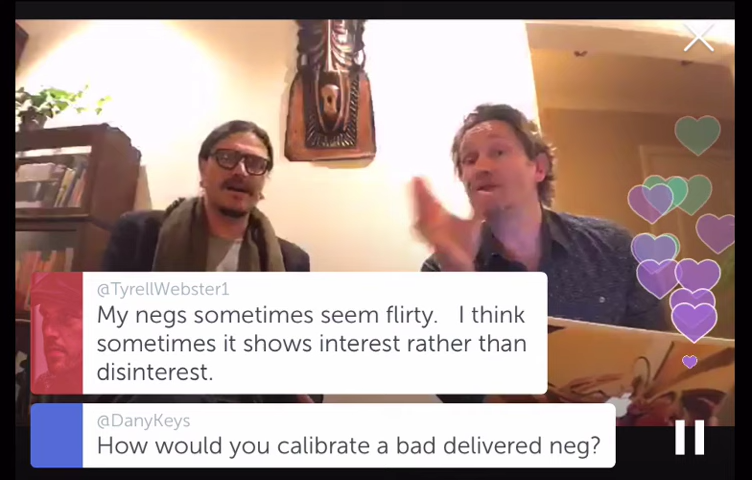 @TyrellWebster1
My negs sometimes seem flirty.   I think
sometimes it shows interest rather than
disinterest.
@DanyKeys
How would you calibrate a bad delivered neg?